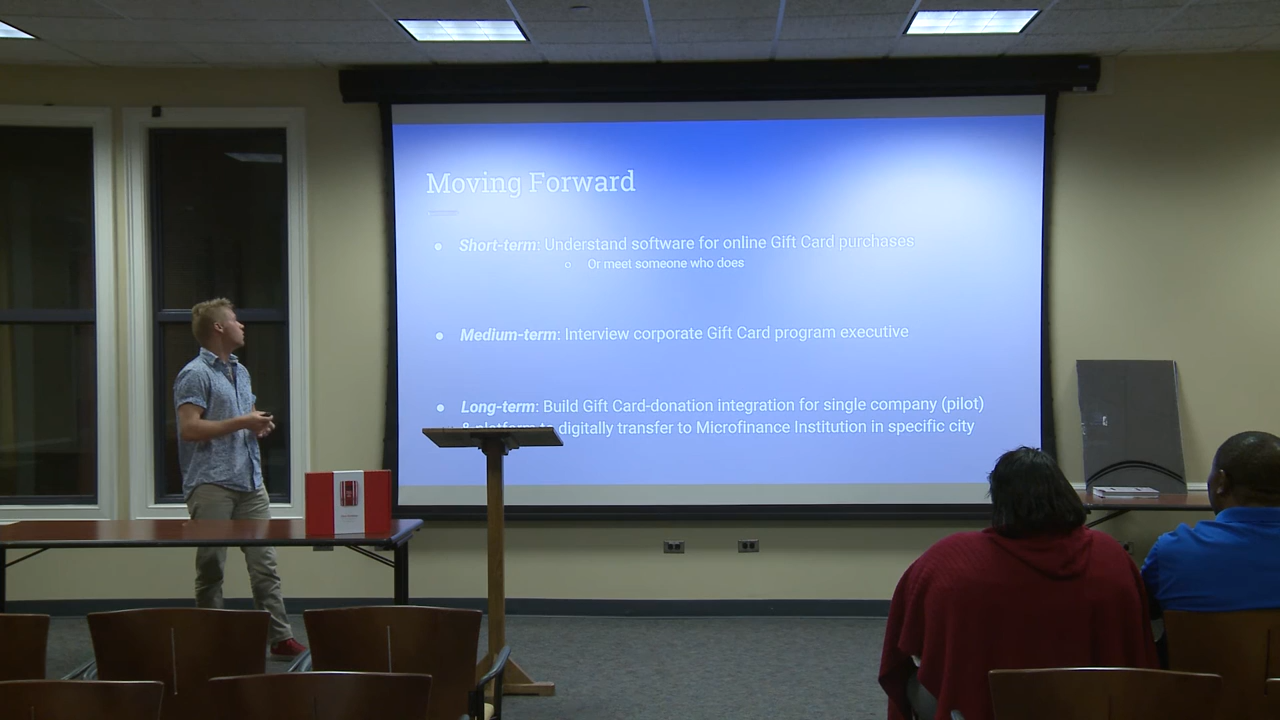 Moving Forward
Short-term: Understand software for online Gift Card purchases
Or meet someone who does
Medium-term: Interview corporate Gift Card program executive
Long-term: Build Gift Card-donation integration for single company (pilot)
& platform to digitally transfer to Microfinance Institution in specific city